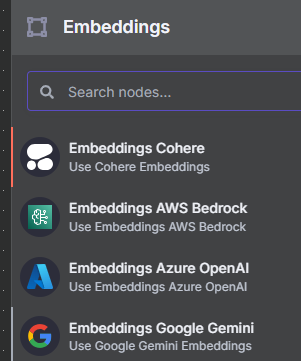 Embeddings
Search nodes...
Embeddings Cohere
Use Cohere Embeddings
Embeddings AWS Bedrock
Use Embeddings AWS Bedrock
Embeddings Azure OpenAI
Use Embeddings Azure OpenAI
Embeddings Google Gemini
Use Google Gemini Embeddings